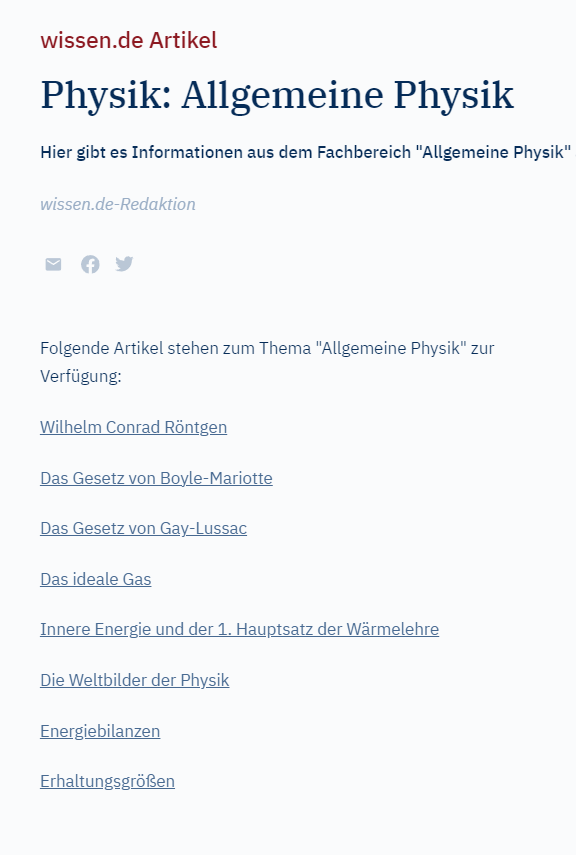 wissen.de Artikel
Physik: Allgemeine Physik
Hier gibt es Informationen aus dem Fachbereich "Allgemeine Physik"
wissen.de-Redaktion
Folgende Artikel stehen zum Thema "Allgemeine Physik" zur
Verfügung:
Wilhelm Conrad Röntgen
Das Gesetz von Boyle-Mariotte
Das Gesetz von Gay-Lussac
Das ideale Gas
Innere Energie und der 1. Hauptsatz der Wärmelehre
Die Weltbilder der Physik
Energiebilanzen
Erhaltungsgrößen